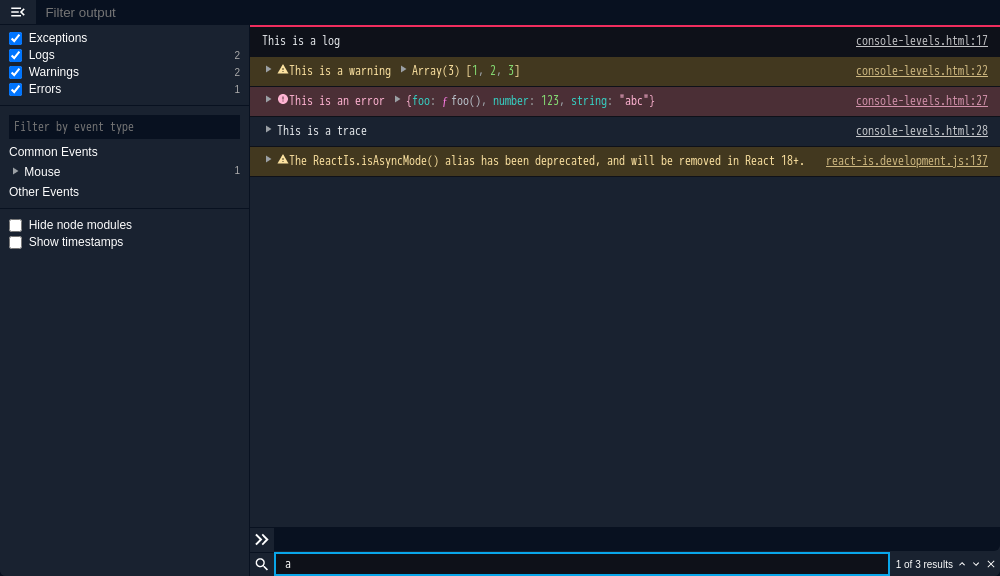 Filter output
Exceptions
Logs 2
Warnings 2
Errors 1
Filter by event type
Common Events
Mouse 1
Other Events
Hide node modules
Show timestamps
This is a log console-levels.html:17
This is a warning Array(3) [1, 2, 3] console-levels.html:22
This is an error {foo: ƒ foo(), number: 123, string: "abc"} console-levels.html:27
This is a trace console-levels.html:28
The ReactIs.isAsyncMode() alias has been deprecated, and will be removed in React 18+. react-is.development.js:137
a
1 of 3 results